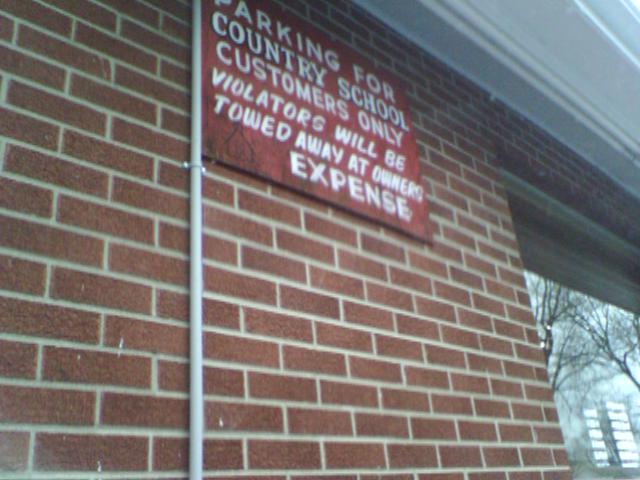 PARKING FOR
COUNTRY SCHOOL
CUSTOMERS ONLY
VIOLATORS WILL BE
TOWED AWAY AT OWNERS
EXPENSE